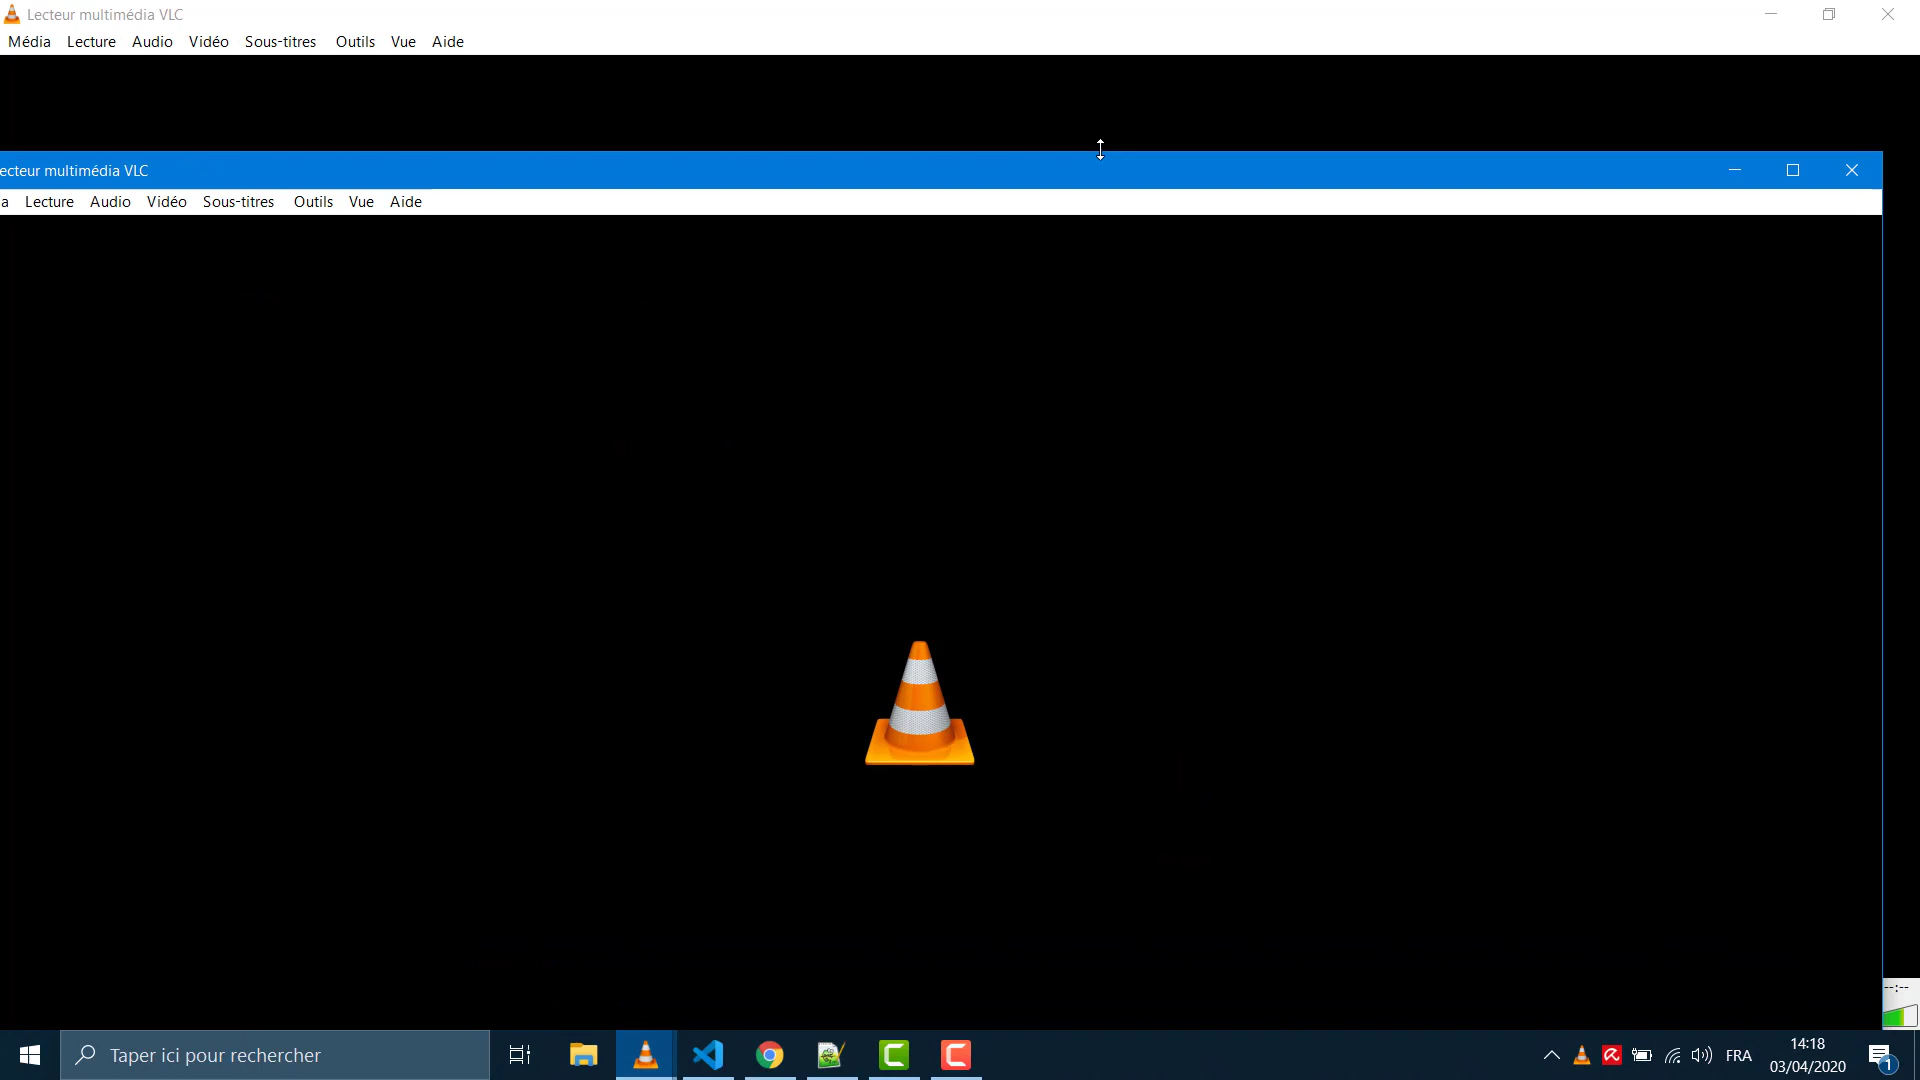 Lecteur multimédia VLC
Média Lecture Audio Vidéo Sous-titres Outils Vue Aide
ecteur multimédia VLC
a Lecture Audio Vidéo Sous-titres Outils Vue Aide
--:--
Taper ici pour rechercher
FRA
14:18
03/04/2020
1